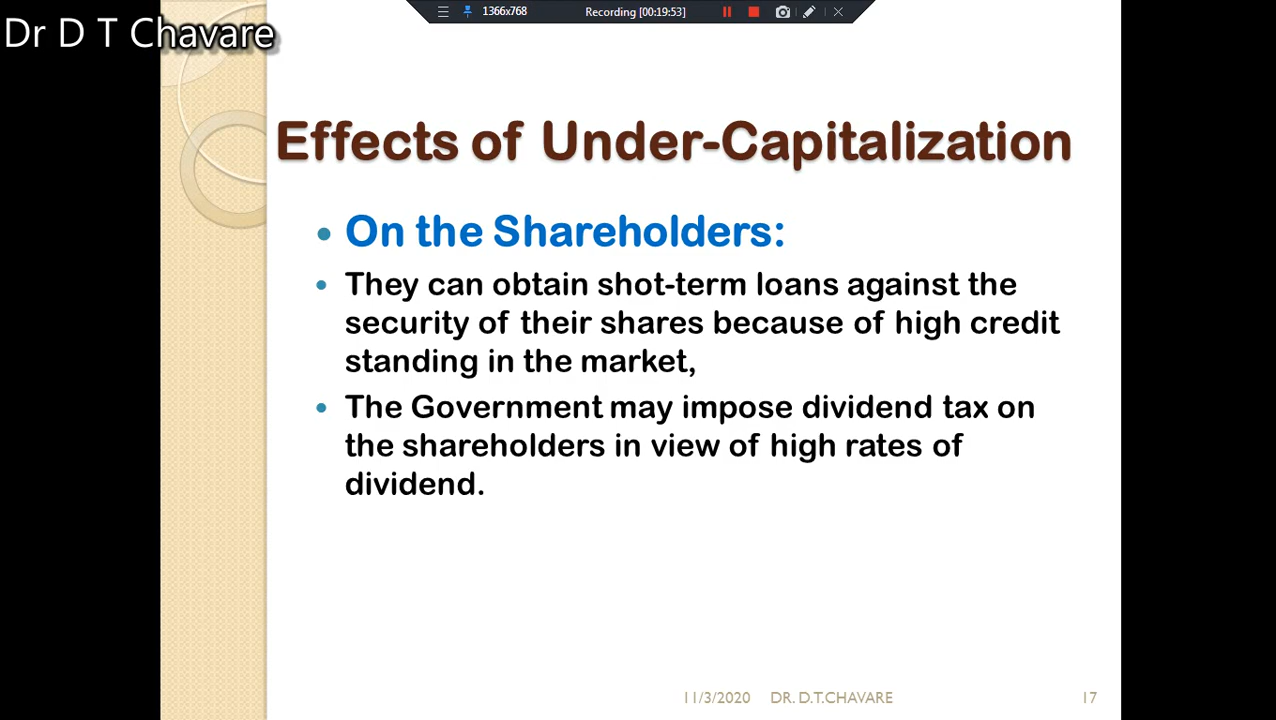 1366x768 Recording [00:19:53]
Dr D T Chavare
Effects of Under-Capitalization
• On the Shareholders:
• They can obtain shot-term loans against the
security of their shares because of high credit
standing in the market,
• The Government may impose dividend tax on
the shareholders in view of high rates of
dividend.
11/3/2020 DR. D.T.CHAVARE 17